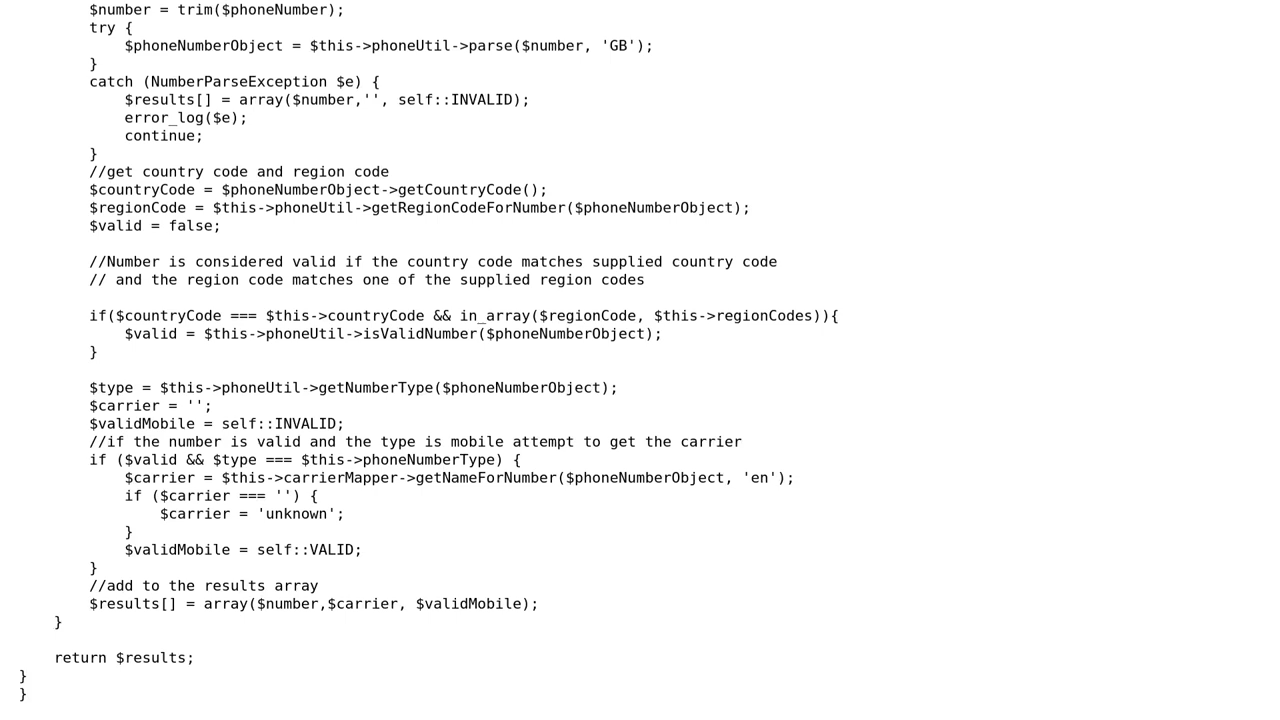 $number = trim($phoneNumber);
try {
$phoneNumberObject = $this->phoneUtil->parse($number, 'GB');
}
catch (NumberParseException $e) {
$results[] = array($number,'', self::INVALID);
error_log($e);
continue;
}
//get country code and region code
$countryCode = $phoneNumberObject->getCountryCode();
$regionCode = $this->phoneUtil->getRegionCodeForNumber($phoneNumberObject);
$valid = false;
//Number is considered valid if the country code matches supplied country code
// and the region code matches one of the supplied region codes
if($countryCode === $this->countryCode && in_array($regionCode, $this->regionCodes)){
$valid = $this->phoneUtil->isValidNumber($phoneNumberObject);
}
$type = $this->phoneUtil->getNumberType($phoneNumberObject);
$carrier = '';
$validMobile = self::INVALID;
//if the number is valid and the type is mobile attempt to get the carrier
if ($valid && $type === $this->phoneNumberType) {
$carrier = $this->carrierMapper->getNameForNumber($phoneNumberObject, 'en');
if ($carrier === '') {
$carrier = 'unknown';
}
$validMobile = self::VALID;
}
//add to the results array
$results[] = array($number,$carrier, $validMobile);
}
return $results;
}
}